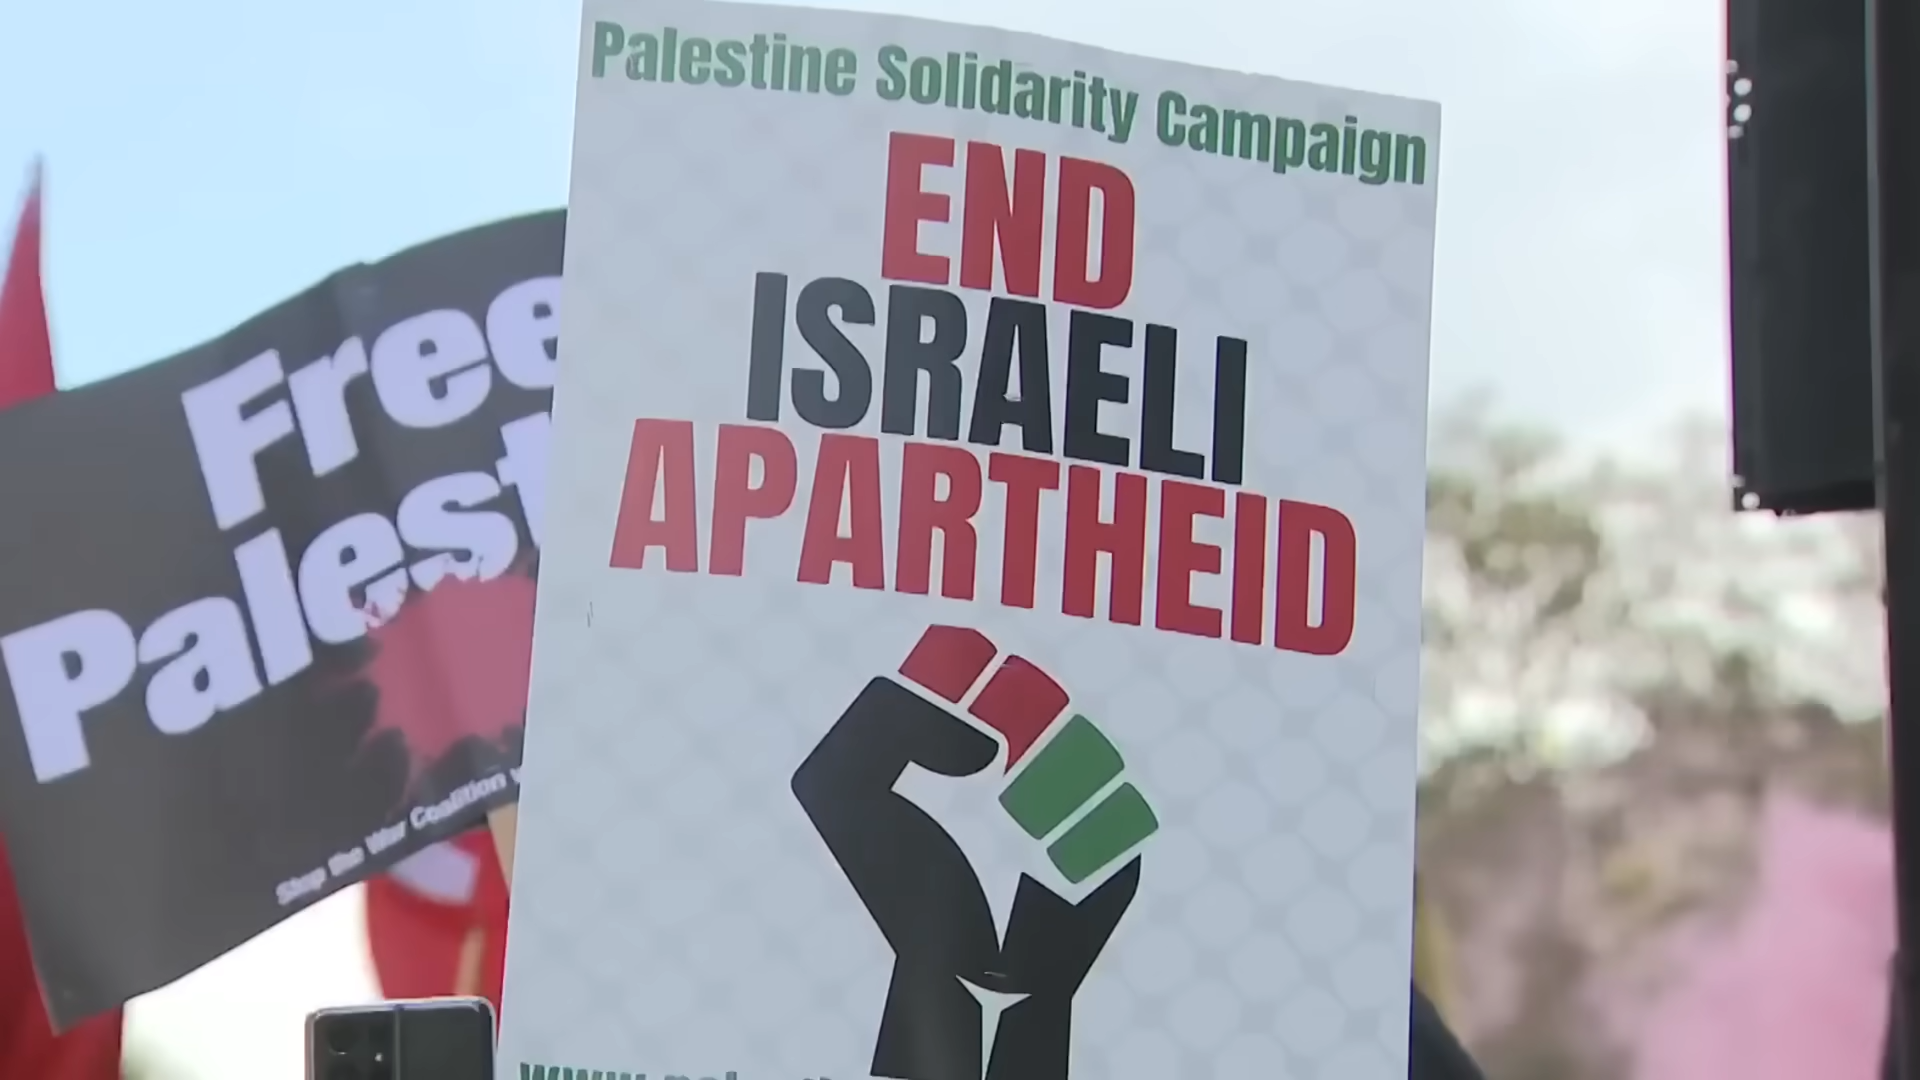 Palestine Solidarity Campaign
END
ISRAELI
APARTHEID
Free
Palest
Stop the War Coalition